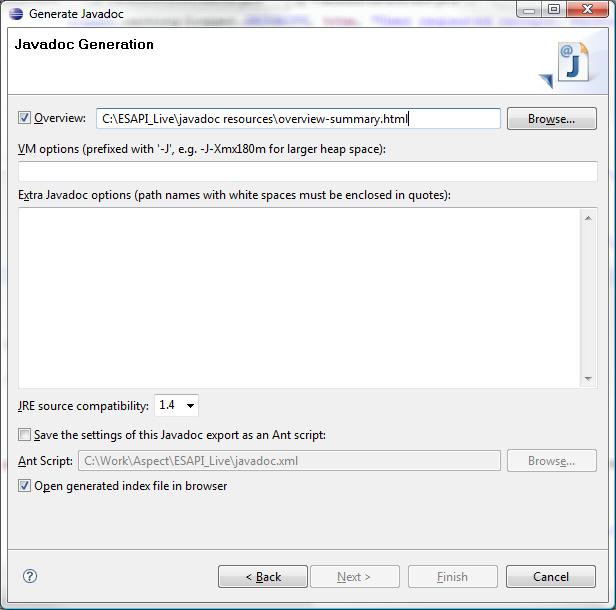 Generate Javadoc
Javadoc Generation
@ J
Overview: C:\ESAPI_Live\javadoc resources\overview-summary.html Browse...
VM options (prefixed with '-J', e.g. -J-Xmx180m for larger heap space):
Extra Javadoc options (path names with white spaces must be enclosed in quotes):
JRE source compatibility: 1.4
Save the settings of this Javadoc export as an Ant script:
Ant Script: C:\Work\Aspect\ESAPI_Live\javadoc.xml Browse...
Open generated index file in browser
? < Back Next > Finish Cancel